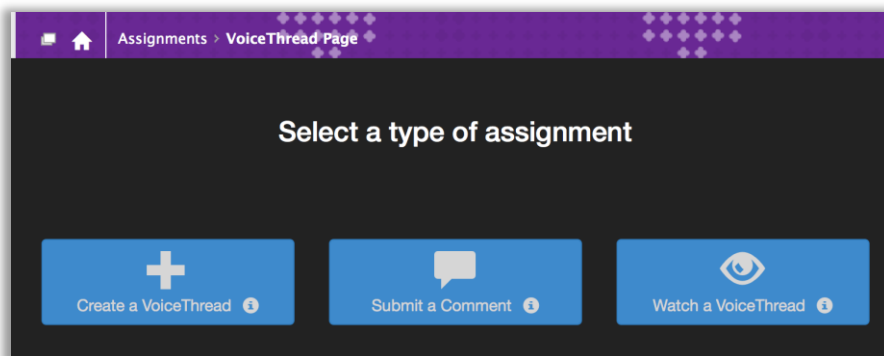 Assignments > VoiceThread Page
Select a type of assignment
Create a VoiceThread i
Submit a Comment i
Watch a VoiceThread i